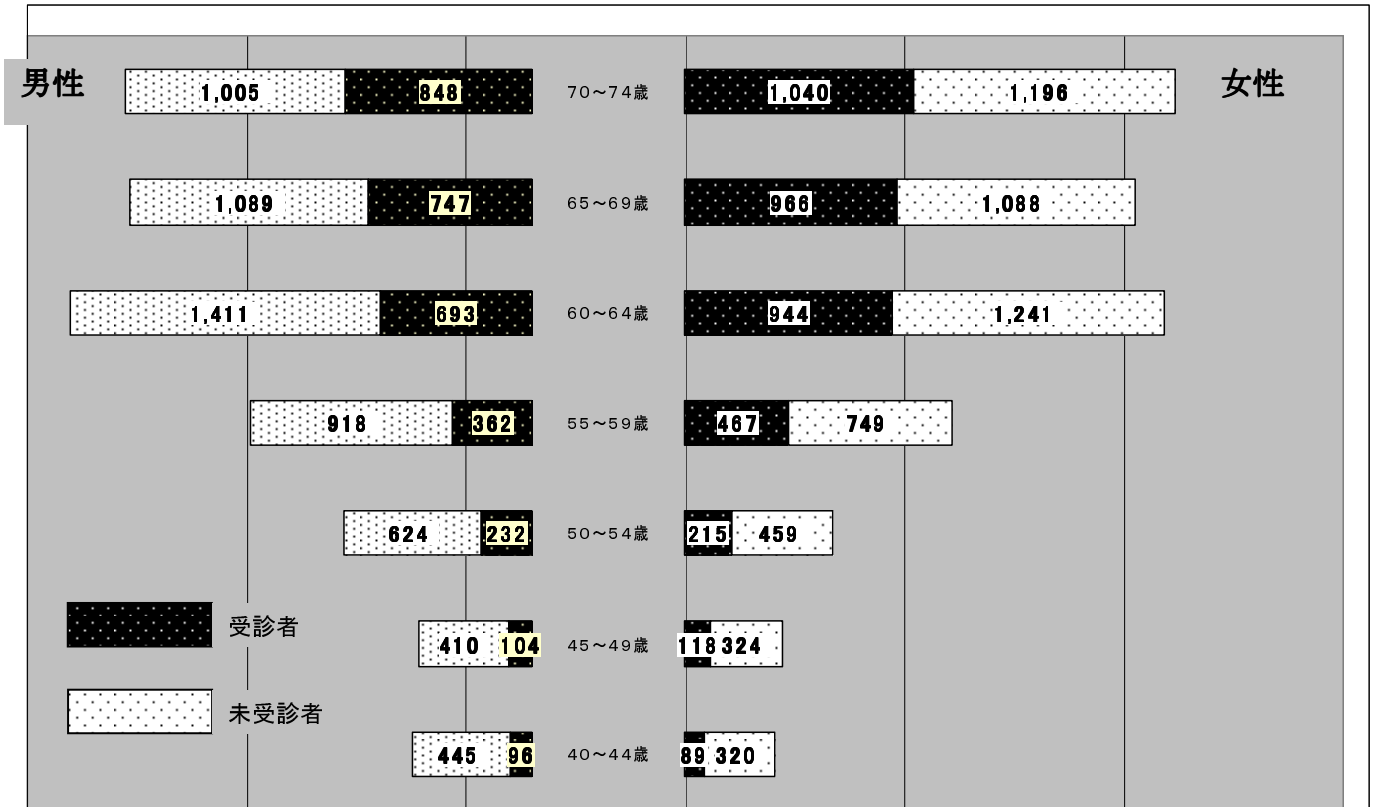 男性
女性
1,005 848 70～74歳 1,040 1,196
1,089 747 65～69歳 966 1,088
1,411 693 60～64歳 944 1,241
918 362 55～59歳 467 749
624 232 50～54歳 215 459
受診者
410 104 45～49歳 118 324
未受診者
445 96 40～44歳 89 320